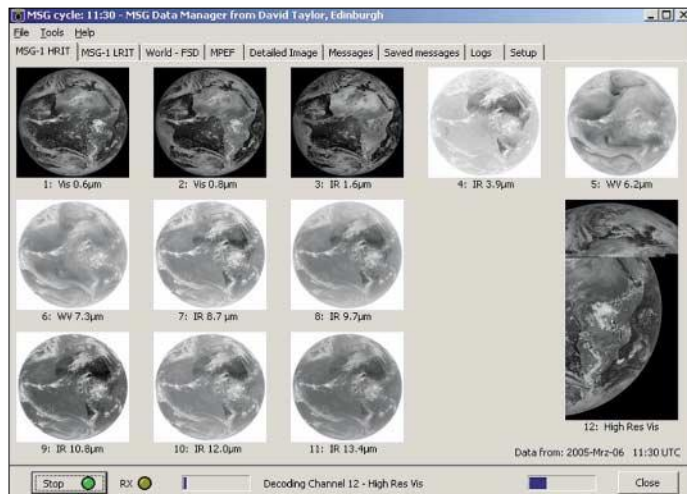 MSG cycle: 11:30 - MSG Data Manager from David Taylor, Edinburgh
File Tools Help
MSG-1 HRIT MSG-1 LRIT World - FSD MPEF Detailed Image Messages Saved messages Logs Setup
1: Vis 0.6µm 2: Vis 0.8µm 3: IR 1.6µm 4: IR 3.9µm 5: WV 6.2µm
6: WV 7.3µm 7: IR 8.7 µm 8: IR 9.7µm
12: High Res Vis
9: IR 10.8µm 10: IR 12.0µm 11: IR 13.4µm
Data from: 2005-Mrz-06 11:30 UTC
Stop RX Decoding Channel 12 - High Res Vis Close